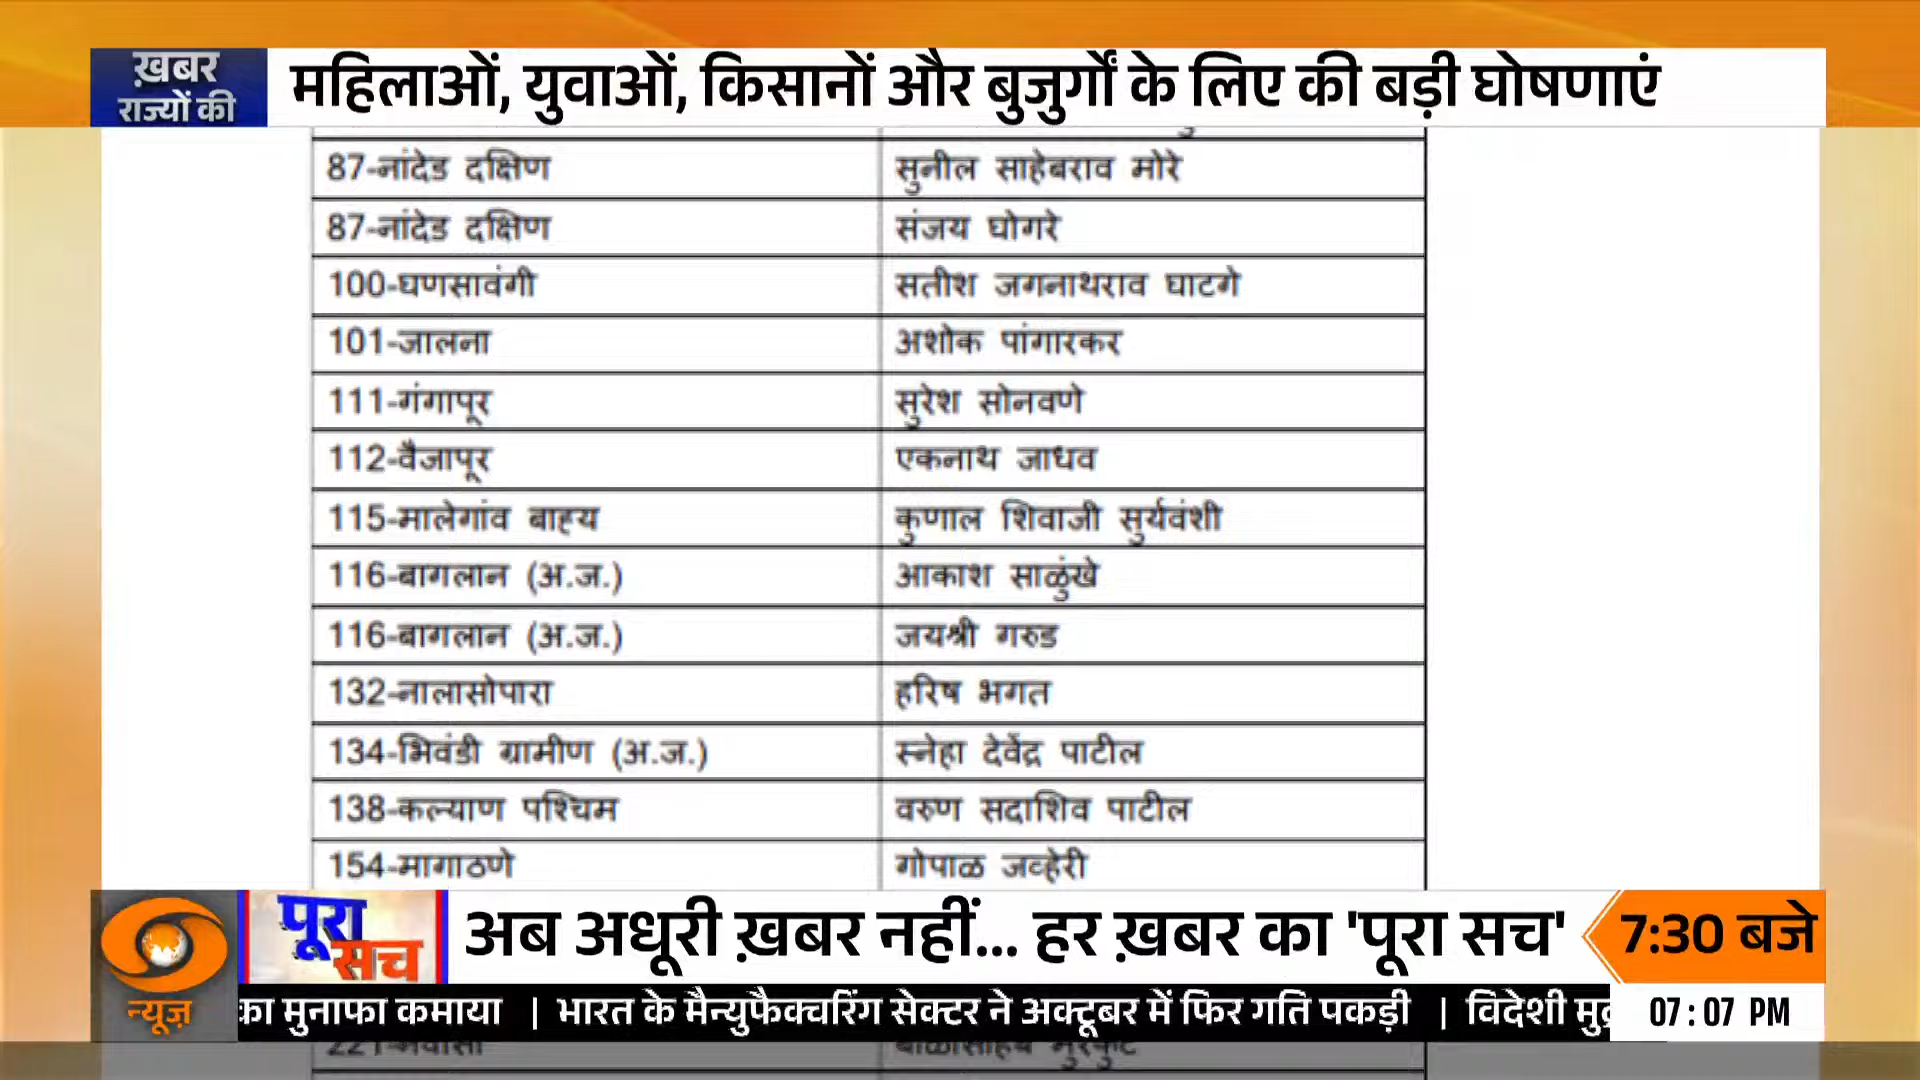 ख़बर
राज्यों की
महिलाओं, युवाओं, किसानों और बुजुर्गों के लिए की बड़ी घोषणाएं
87-नांदेड दक्षिण सुनील साहेबराव मोरे
87-नांदेड दक्षिण संजय घोगरे
100-घणसावंगी सतीश जगनाथराव घाटगे
101-जालना अशोक पांगारकर
111-गंगापूर सुरेश सोनवणे
112-वैजापूर एकनाथ जाधव
115-मालेगांव बाह्य कुणाल शिवाजी सुर्यवंशी
116-बागलान (अ.ज.) आकाश साळुंखे
116-बागलान (अ.ज.) जयश्री गरुड
132-नालासोपारा हरिष भगत
134-भिवंडी ग्रामीण (अ.ज.) स्नेहा देवेंद्र पाटील
138-कल्याण पश्चिम वरुण सदाशिव पाटील
154-मागाठणे गोपाळ जव्हेरी
पूरा
सच
अब अधूरी ख़बर नहीं... हर ख़बर का 'पूरा सच'
7:30 बजे
न्यूज़
का मुनाफा कमाया | भारत के मैन्युफैक्चरिंग सेक्टर ने अक्टूबर में फिर गति पकड़ी | विदेशी
07:07 PM